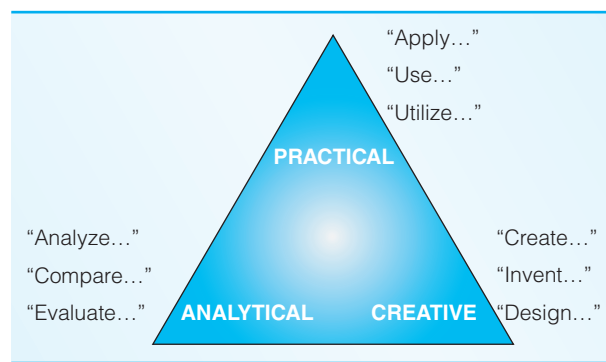 “Apply…”
“Use…”
“Utilize…”
PRACTICAL
“Analyze…”
“Compare…”
“Evaluate…”
ANALYTICAL
CREATIVE
“Create…”
“Invent…”
“Design…”